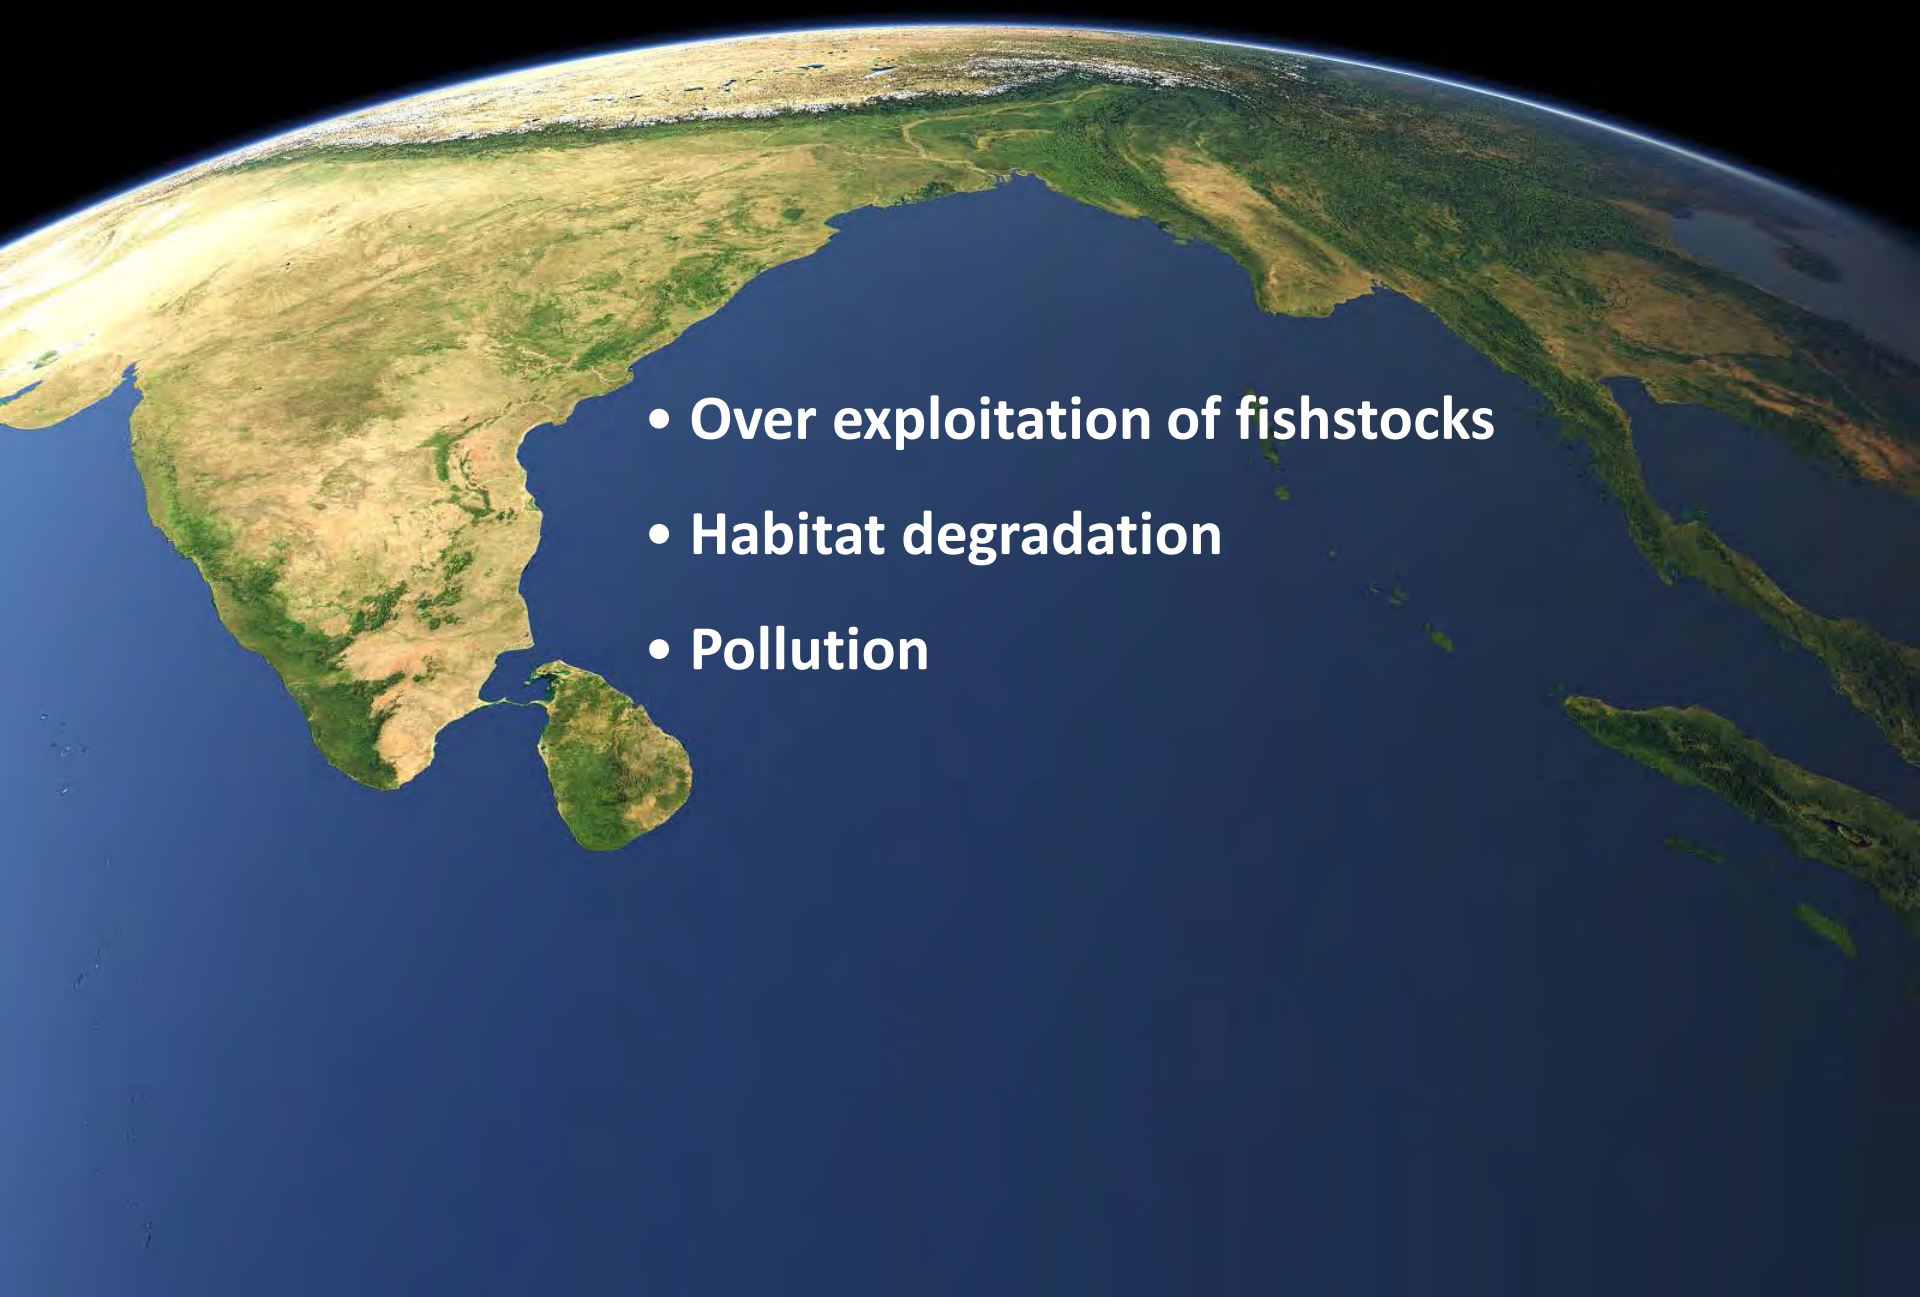 • Over exploitation of fishstocks
• Habitat degradation
• Pollution